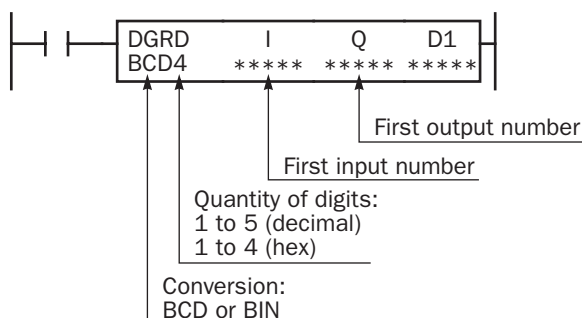 DGRD I Q D1
BCD4 ***** ***** *****
First output number
First input number
Quantity of digits:
1 to 5 (decimal)
1 to 4 (hex)
Conversion:
BCD or BIN